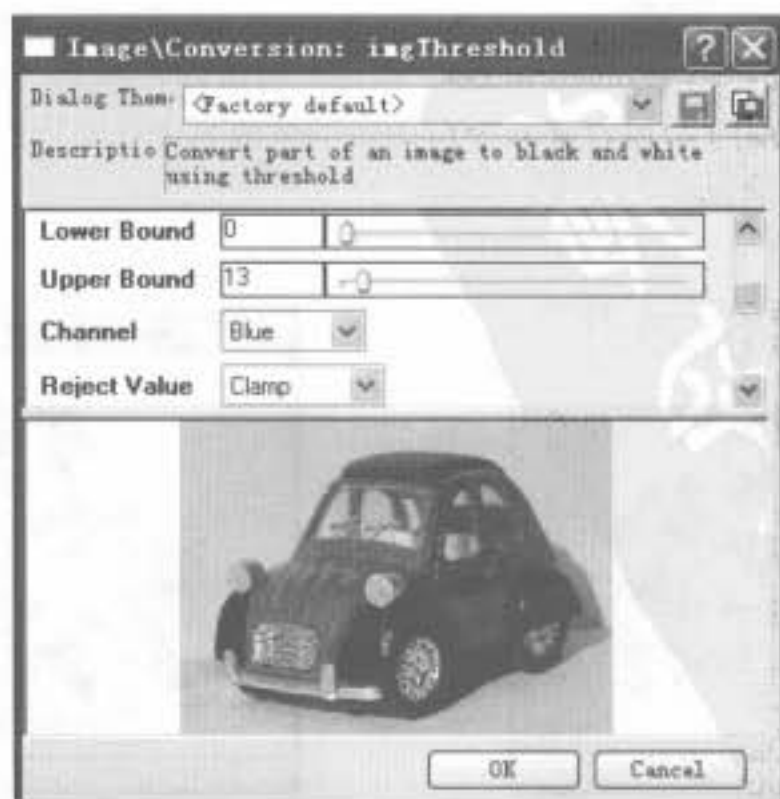 Image\Conversion: imgThreshold
Dialog Them <Factory default>
Descriptio Convert part of an image to black and white
using threshold
Lower Bound 0
Upper Bound 13
Channel Blue
Reject Value Clamp
OK Cancel